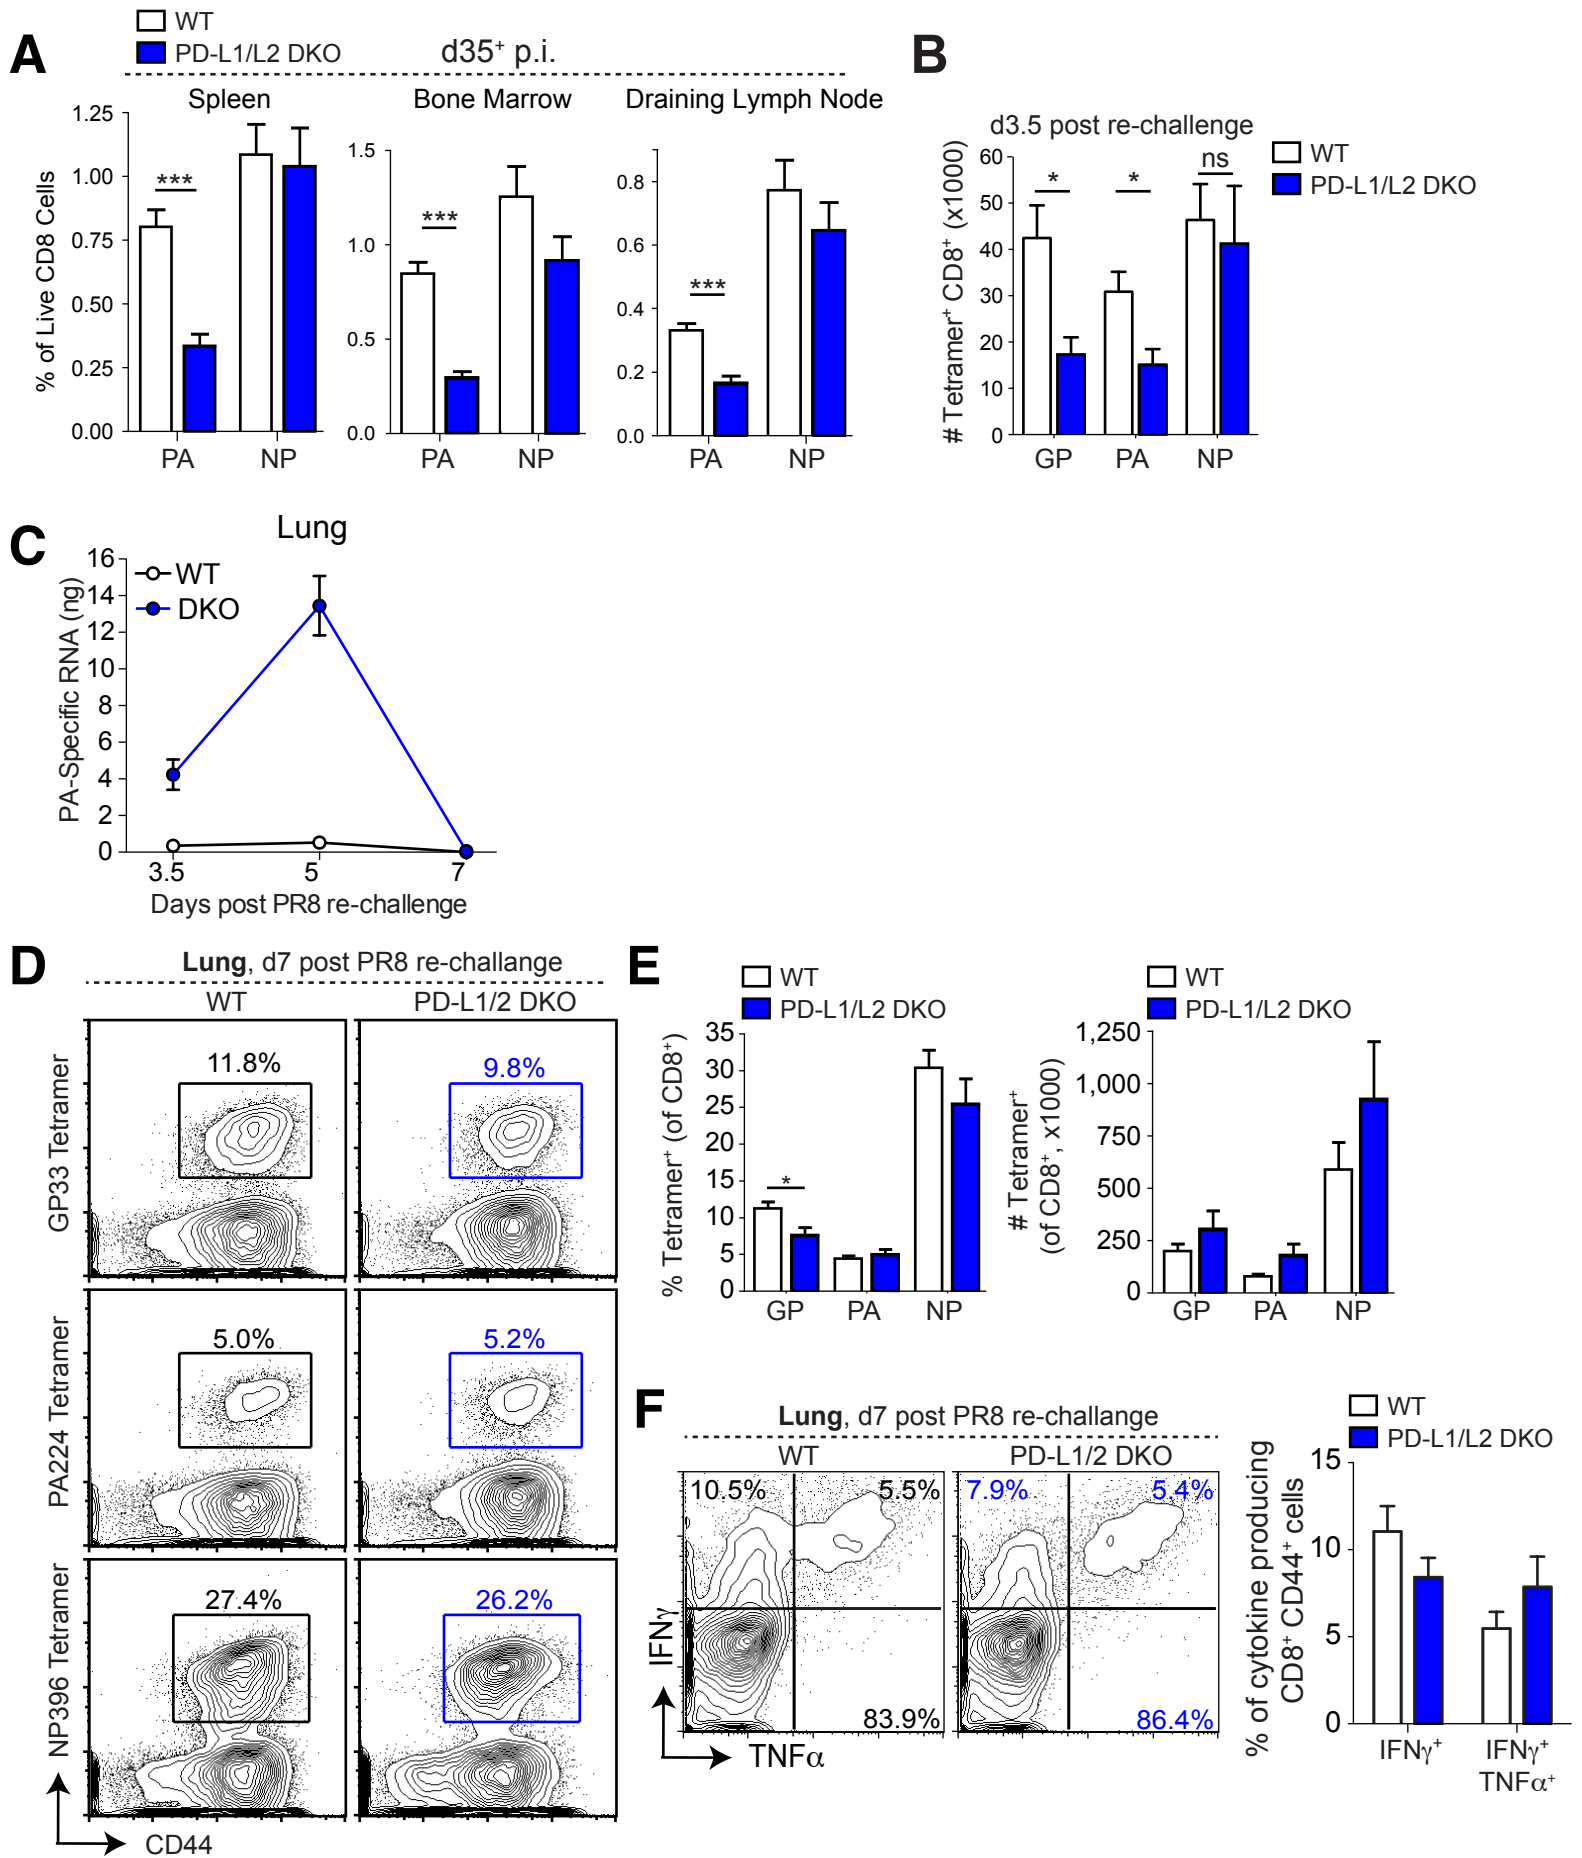 A
WT
PD-L1/L2 DKO
d35⁺ p.i.
Spleen
Bone Marrow
Draining Lymph Node
% of Live CD8 Cells
1.25
1.00
0.75
0.50
0.25
0.00
***
PA
NP
1.5
1.0
0.5
0.0
***
PA
NP
0.8
0.6
0.4
0.2
0.0
***
PA
NP
B
d3.5 post re-challenge
WT
PD-L1/L2 DKO
# Tetramer⁺ CD8⁺ (x1000)
60
50
40
30
20
10
0
*
*
ns
GP
PA
NP
C
Lung
WT
DKO
PA-Specific RNA (ng)
16
14
12
10
8
6
4
2
0
3.5
5
7
Days post PR8 re-challenge
D
Lung, d7 post PR8 re-challange
WT
PD-L1/2 DKO
GP33 Tetramer
11.8%
9.8%
PA224 Tetramer
5.0%
5.2%
NP396 Tetramer
27.4%
26.2%
CD44
E
WT
PD-L1/L2 DKO
% Tetramer⁺ (of CD8⁺)
35
30
25
20
15
10
5
0
*
GP
PA
NP
WT
PD-L1/L2 DKO
# Tetramer⁺
(of CD8⁺, x1000)
1,250
1,000
750
500
250
0
GP
PA
NP
F
Lung, d7 post PR8 re-challange
WT
PD-L1/2 DKO
10.5%
5.5%
83.9%
7.9%
5.4%
86.4%
IFNγ
TNFα
WT
PD-L1/L2 DKO
% of cytokine producing
CD8⁺ CD44⁺ cells
15
10
5
0
IFNγ⁺
IFNγ⁺
TNFα⁺